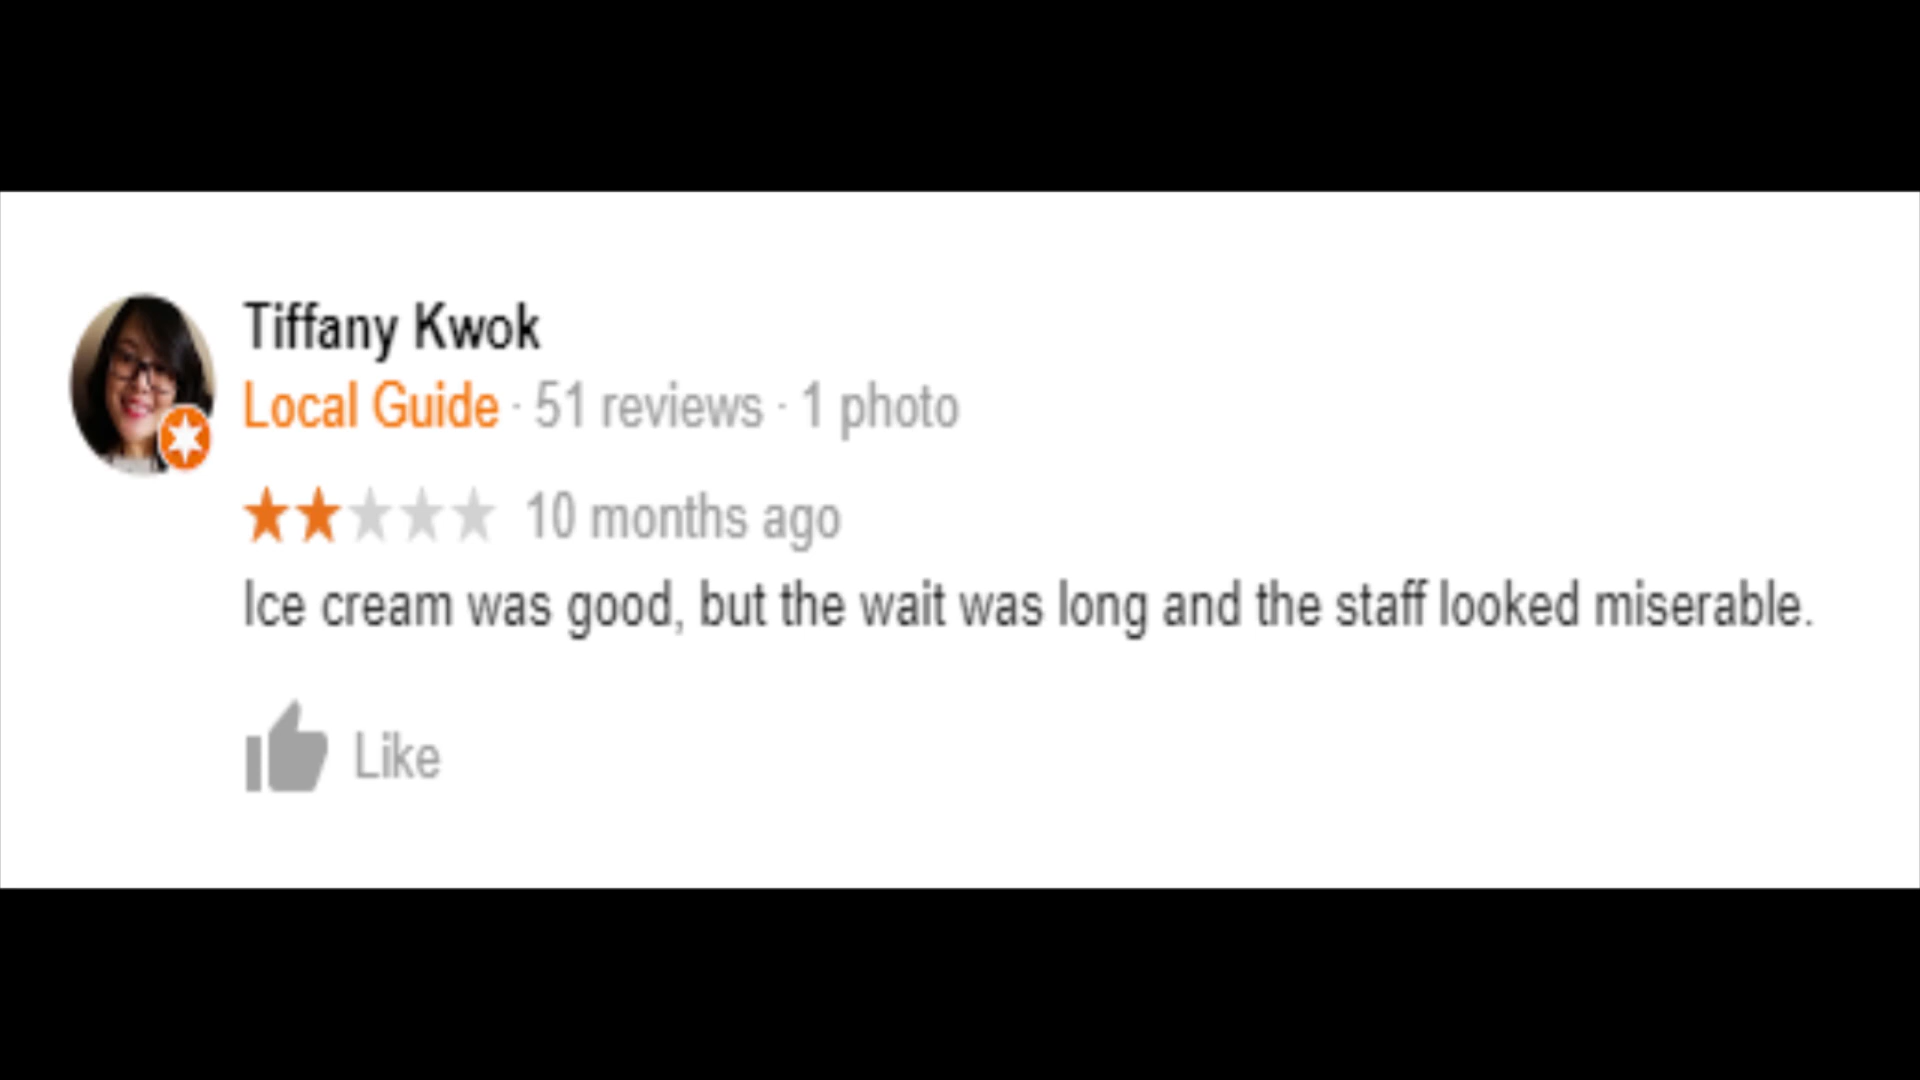 Tiffany Kwok
Local Guide · 51 reviews · 1 photo
10 months ago
Ice cream was good, but the wait was long and the staff looked miserable.
Like